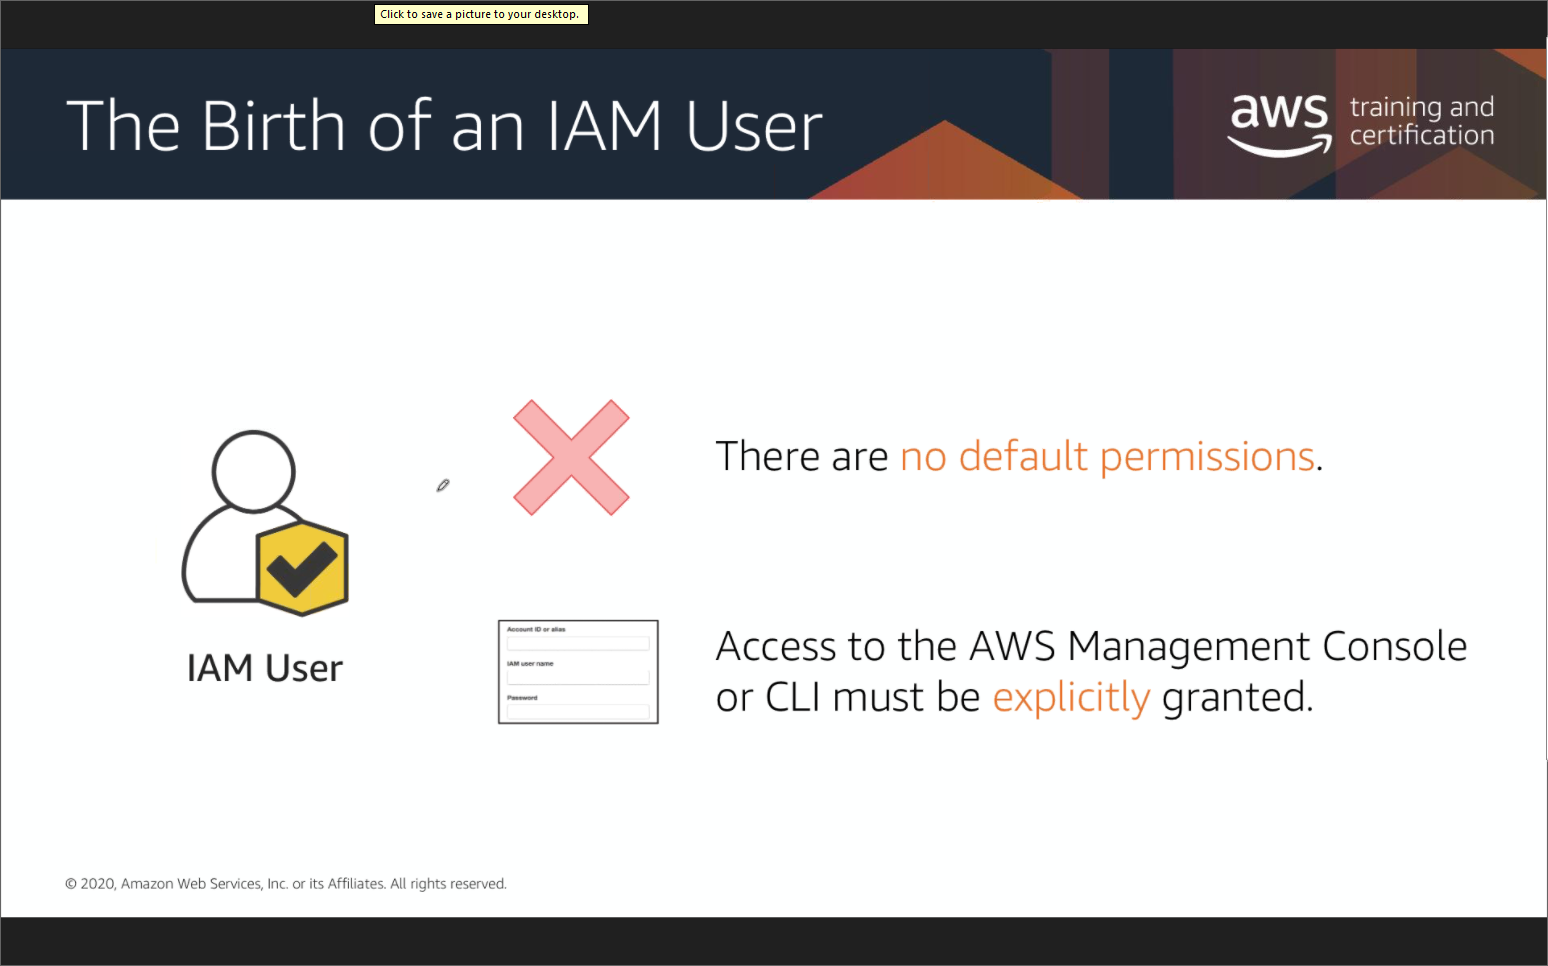 Click to save a picture to your desktop.
The Birth of an IAM User
aws training and
certification
There are no default permissions.
IAM User
Account ID or alias
IAM user name
Password
Access to the AWS Management Console
or CLI must be explicitly granted.
© 2020, Amazon Web Services, Inc. or its Affiliates. All rights reserved.